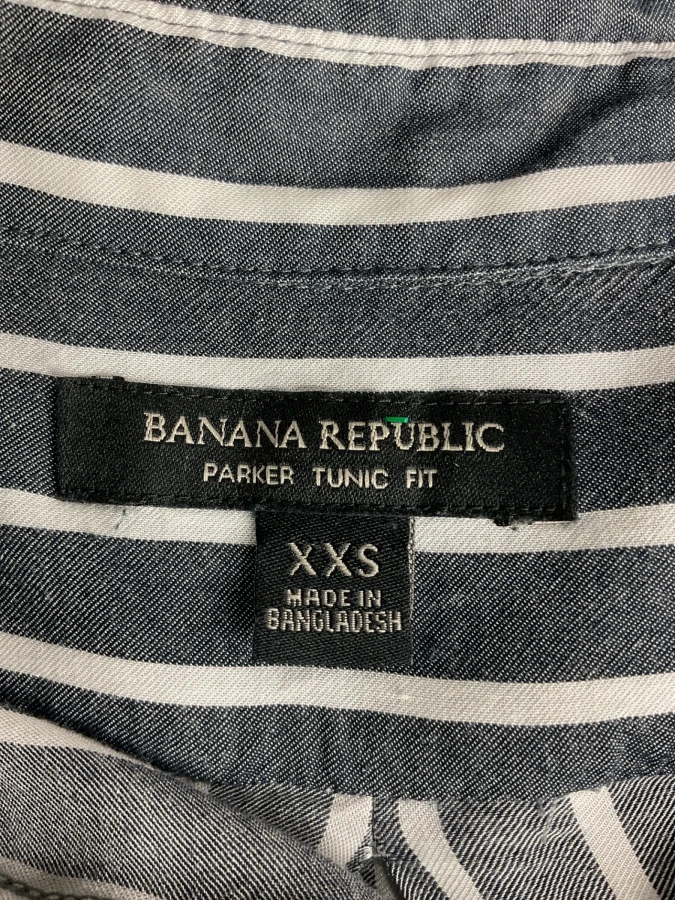 BANANA REPUBLIC
PARKER TUNIC FIT
XXS
MADE IN
BANGLADESH